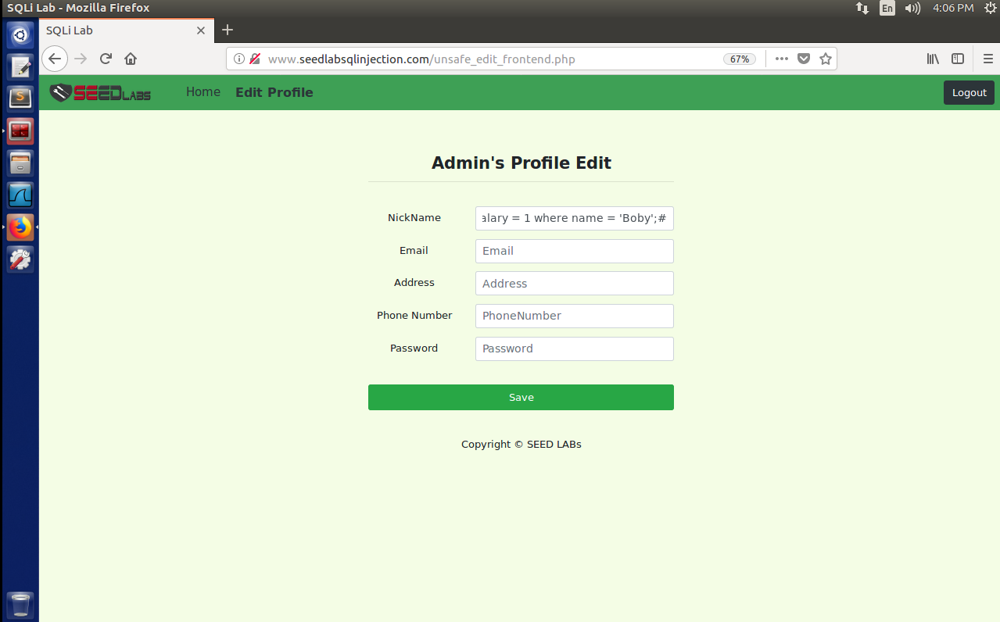 SQLi Lab - Mozilla Firefox
En
4:06 PM
SQLi Lab
www.seedlabsqlinjection.com/unsafe_edit_frontend.php
67%
SEEDLABS
Home
Edit Profile
Logout
Admin's Profile Edit
NickName
alary = 1 where name = 'Boby';#
Email
Email
Address
Address
Phone Number
PhoneNumber
Password
Password
Save
Copyright © SEED LABs